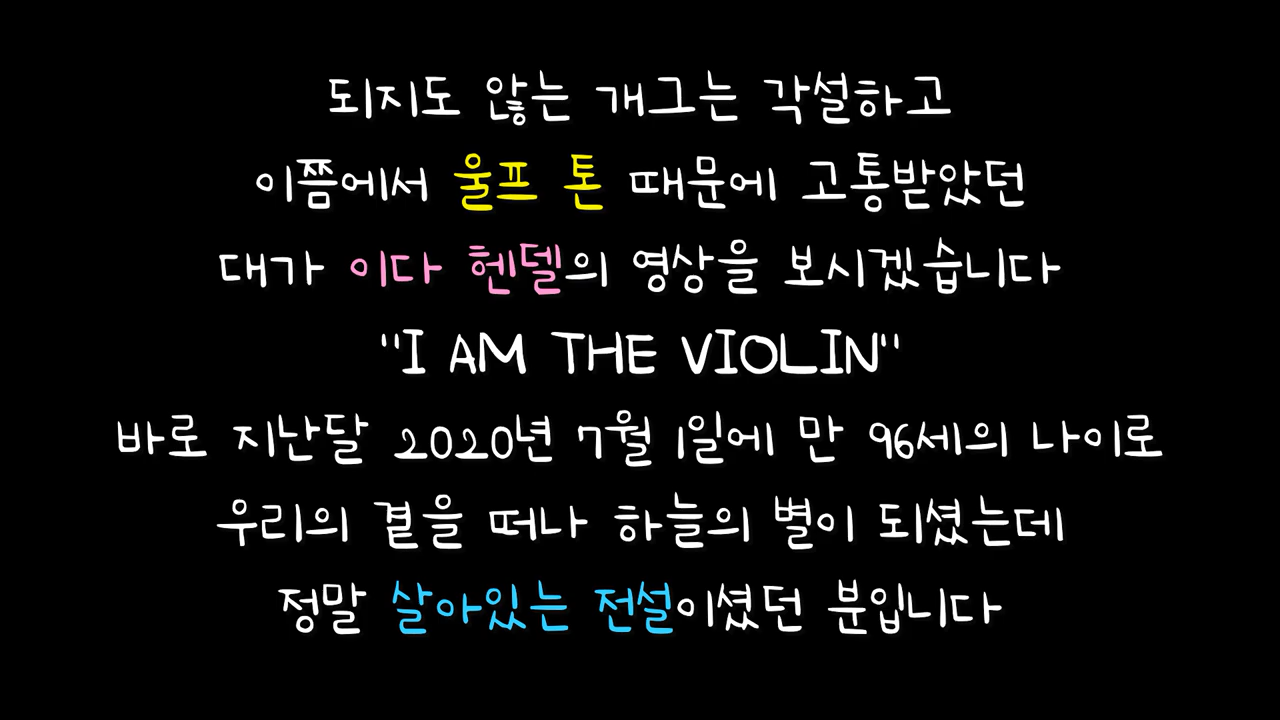 되지도 않는 개그는 각설하고
이쯤에서 울프 톤 때문에 고통받았던
대가 이다 헨델의 영상을 보시겠습니다
"I AM THE VIOLIN"
바로 지난달 2020년 7월 1일에 만 96세의 나이로
우리의 곁을 떠나 하늘의 별이 되셨는데
정말 살아있는 전설이셨던 분입니다